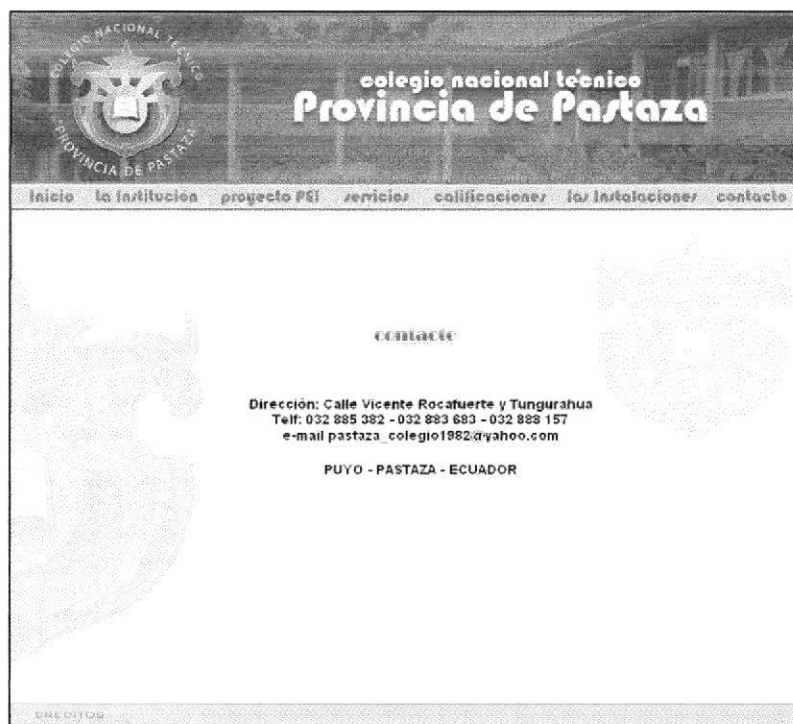 COLEGIO NACIONAL TÉCNICO
"PROVINCIA DE PASTAZA"
colegio nacional técnico
Provincia de Pastaza
Inicio la Institución proyecto PEI servicios calificaciones las Instalaciones contacto
contacto
Dirección: Calle Vicente Rocafuerte y Tungurahua
Telf: 032 885 382 - 032 883 683 - 032 888 157
e-mail pastaza_colegio1982@yahoo.com
PUYO - PASTAZA - ECUADOR
CREDITOS